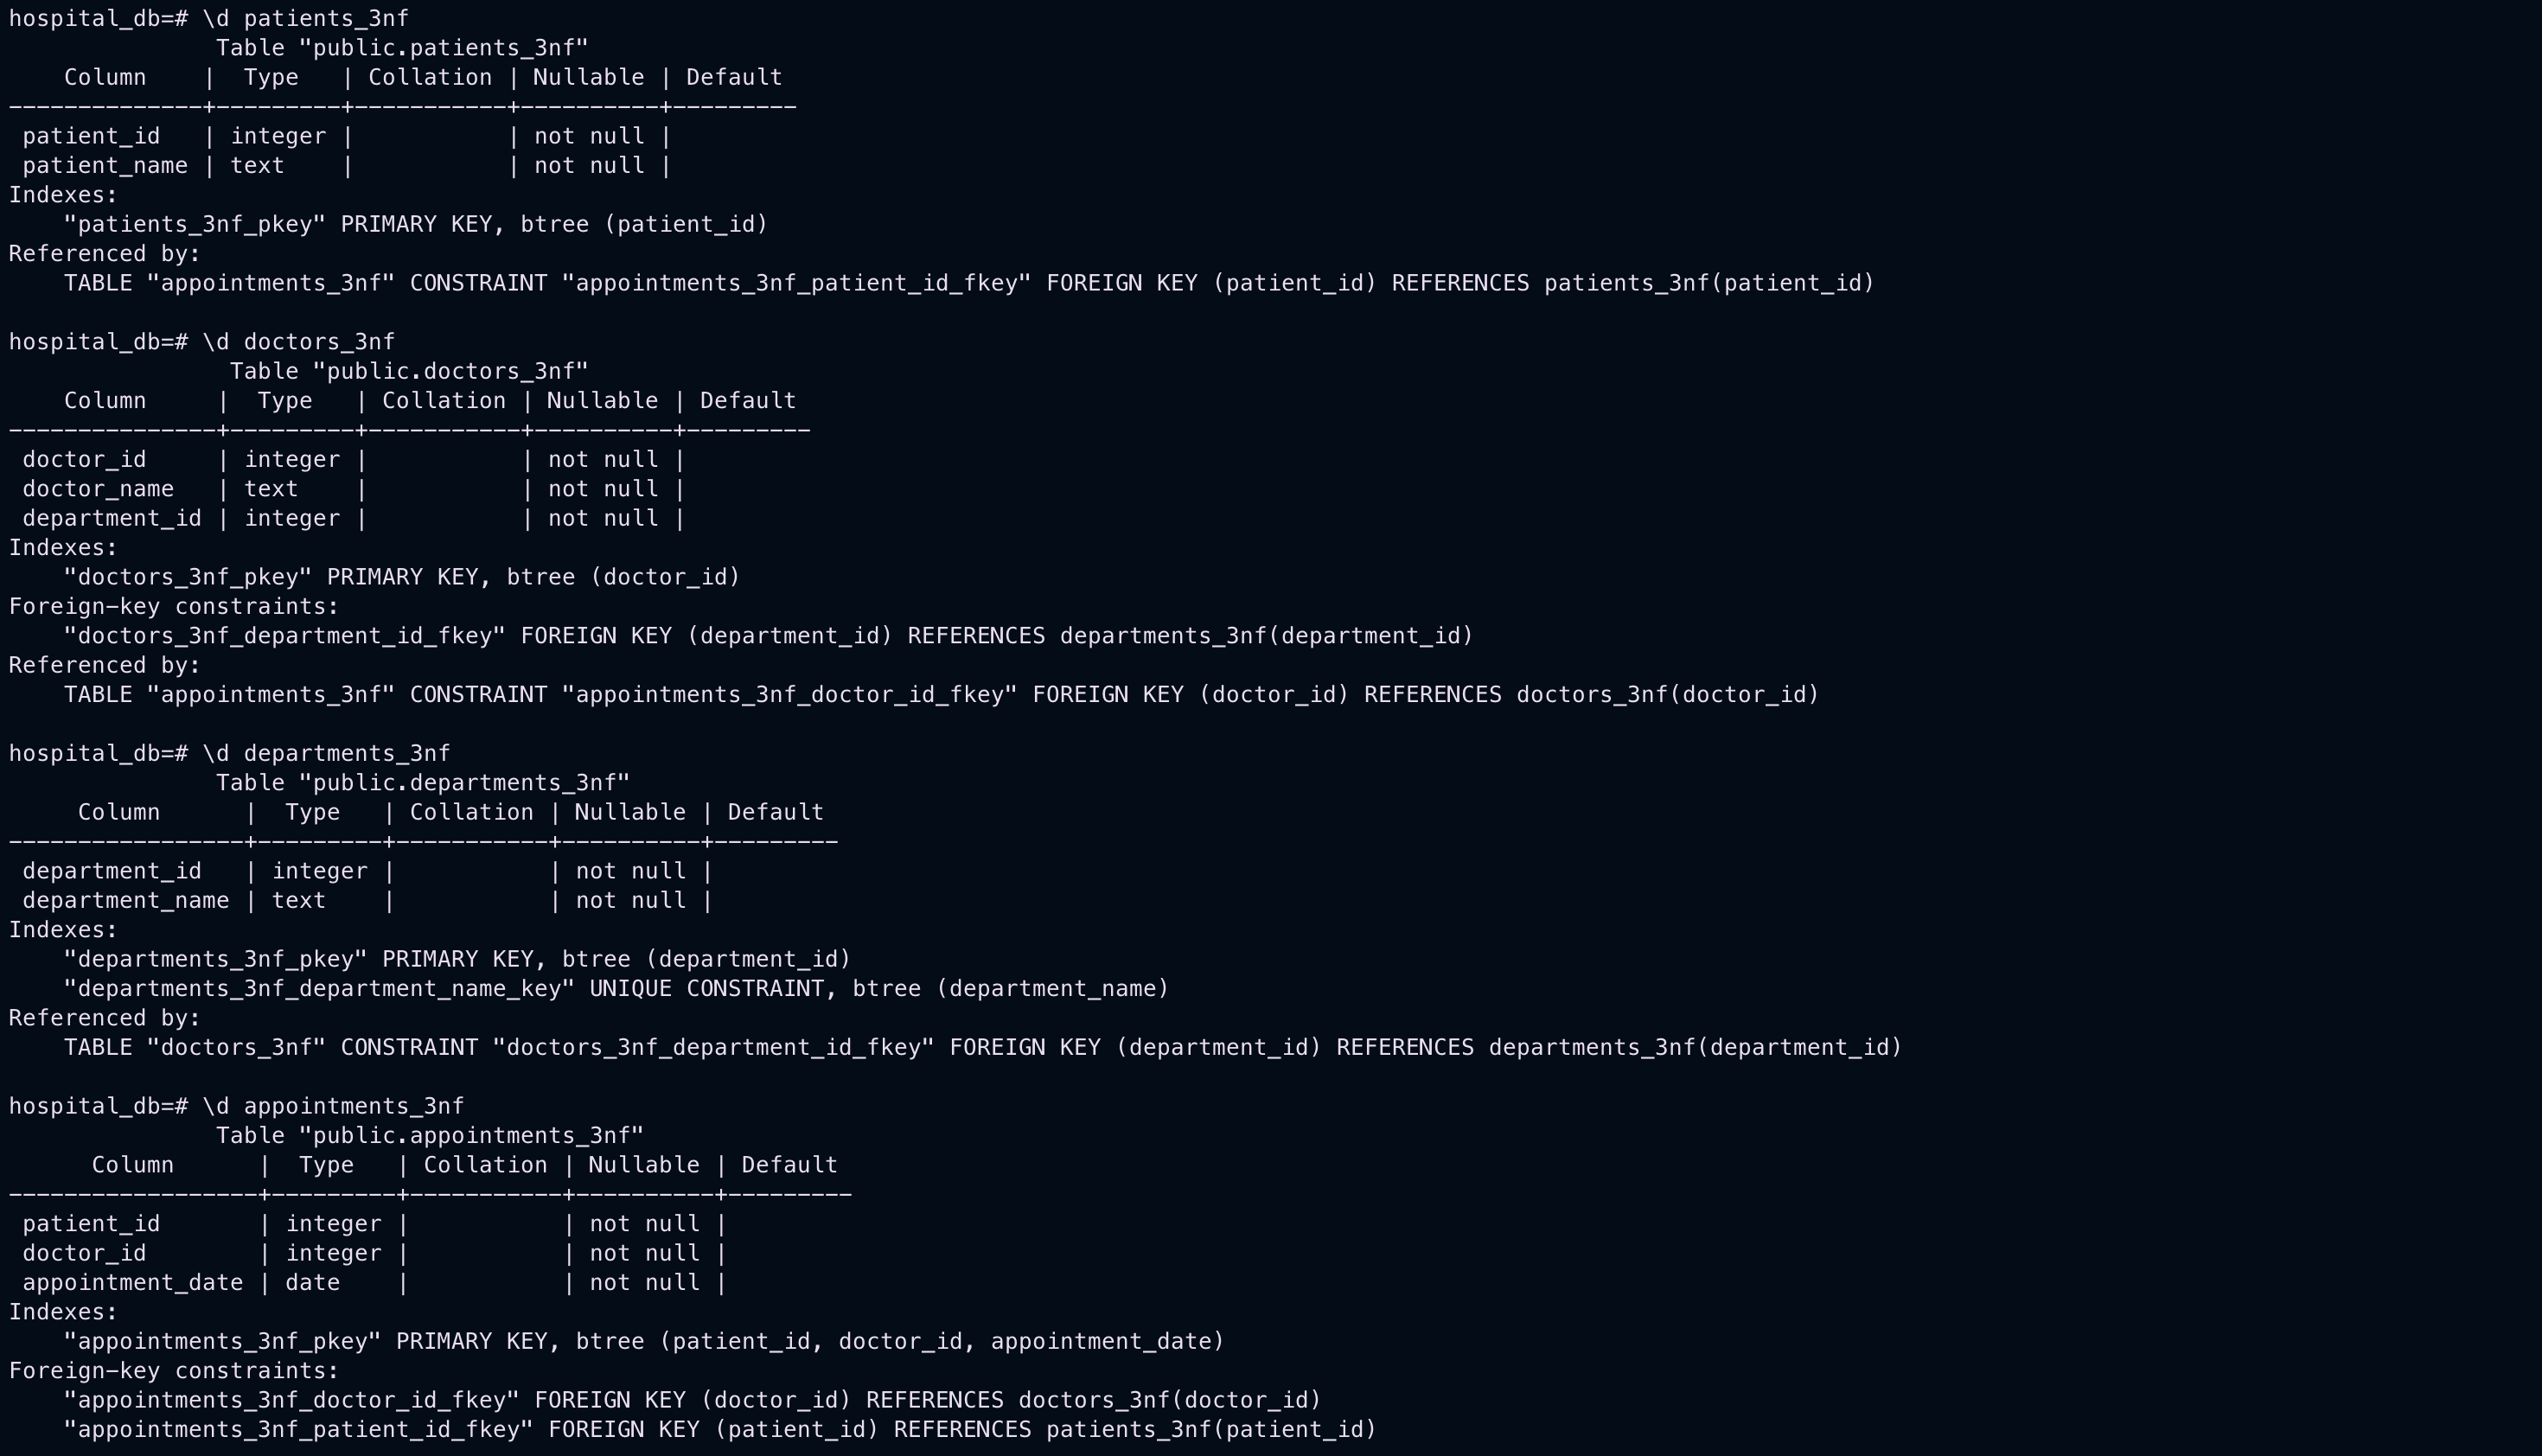 hospital_db=# \d patients_3nf
               Table "public.patients_3nf"
    Column    |  Type   | Collation | Nullable | Default
--------------+---------+-----------+----------+---------
 patient_id   | integer |           | not null |
 patient_name | text    |           | not null |
Indexes:
    "patients_3nf_pkey" PRIMARY KEY, btree (patient_id)
Referenced by:
    TABLE "appointments_3nf" CONSTRAINT "appointments_3nf_patient_id_fkey" FOREIGN KEY (patient_id) REFERENCES patients_3nf(patient_id)

hospital_db=# \d doctors_3nf
                Table "public.doctors_3nf"
    Column     |  Type   | Collation | Nullable | Default
---------------+---------+-----------+----------+---------
 doctor_id     | integer |           | not null |
 doctor_name   | text    |           | not null |
 department_id | integer |           | not null |
Indexes:
    "doctors_3nf_pkey" PRIMARY KEY, btree (doctor_id)
Foreign-key constraints:
    "doctors_3nf_department_id_fkey" FOREIGN KEY (department_id) REFERENCES departments_3nf(department_id)
Referenced by:
    TABLE "appointments_3nf" CONSTRAINT "appointments_3nf_doctor_id_fkey" FOREIGN KEY (doctor_id) REFERENCES doctors_3nf(doctor_id)

hospital_db=# \d departments_3nf
               Table "public.departments_3nf"
     Column      |  Type   | Collation | Nullable | Default
-----------------+---------+-----------+----------+---------
 department_id   | integer |           | not null |
 department_name | text    |           | not null |
Indexes:
    "departments_3nf_pkey" PRIMARY KEY, btree (department_id)
    "departments_3nf_department_name_key" UNIQUE CONSTRAINT, btree (department_name)
Referenced by:
    TABLE "doctors_3nf" CONSTRAINT "doctors_3nf_department_id_fkey" FOREIGN KEY (department_id) REFERENCES departments_3nf(department_id)

hospital_db=# \d appointments_3nf
               Table "public.appointments_3nf"
      Column      |  Type   | Collation | Nullable | Default
------------------+---------+-----------+----------+---------
 patient_id       | integer |           | not null |
 doctor_id        | integer |           | not null |
 appointment_date | date    |           | not null |
Indexes:
    "appointments_3nf_pkey" PRIMARY KEY, btree (patient_id, doctor_id, appointment_date)
Foreign-key constraints:
    "appointments_3nf_doctor_id_fkey" FOREIGN KEY (doctor_id) REFERENCES doctors_3nf(doctor_id)
    "appointments_3nf_patient_id_fkey" FOREIGN KEY (patient_id) REFERENCES patients_3nf(patient_id)